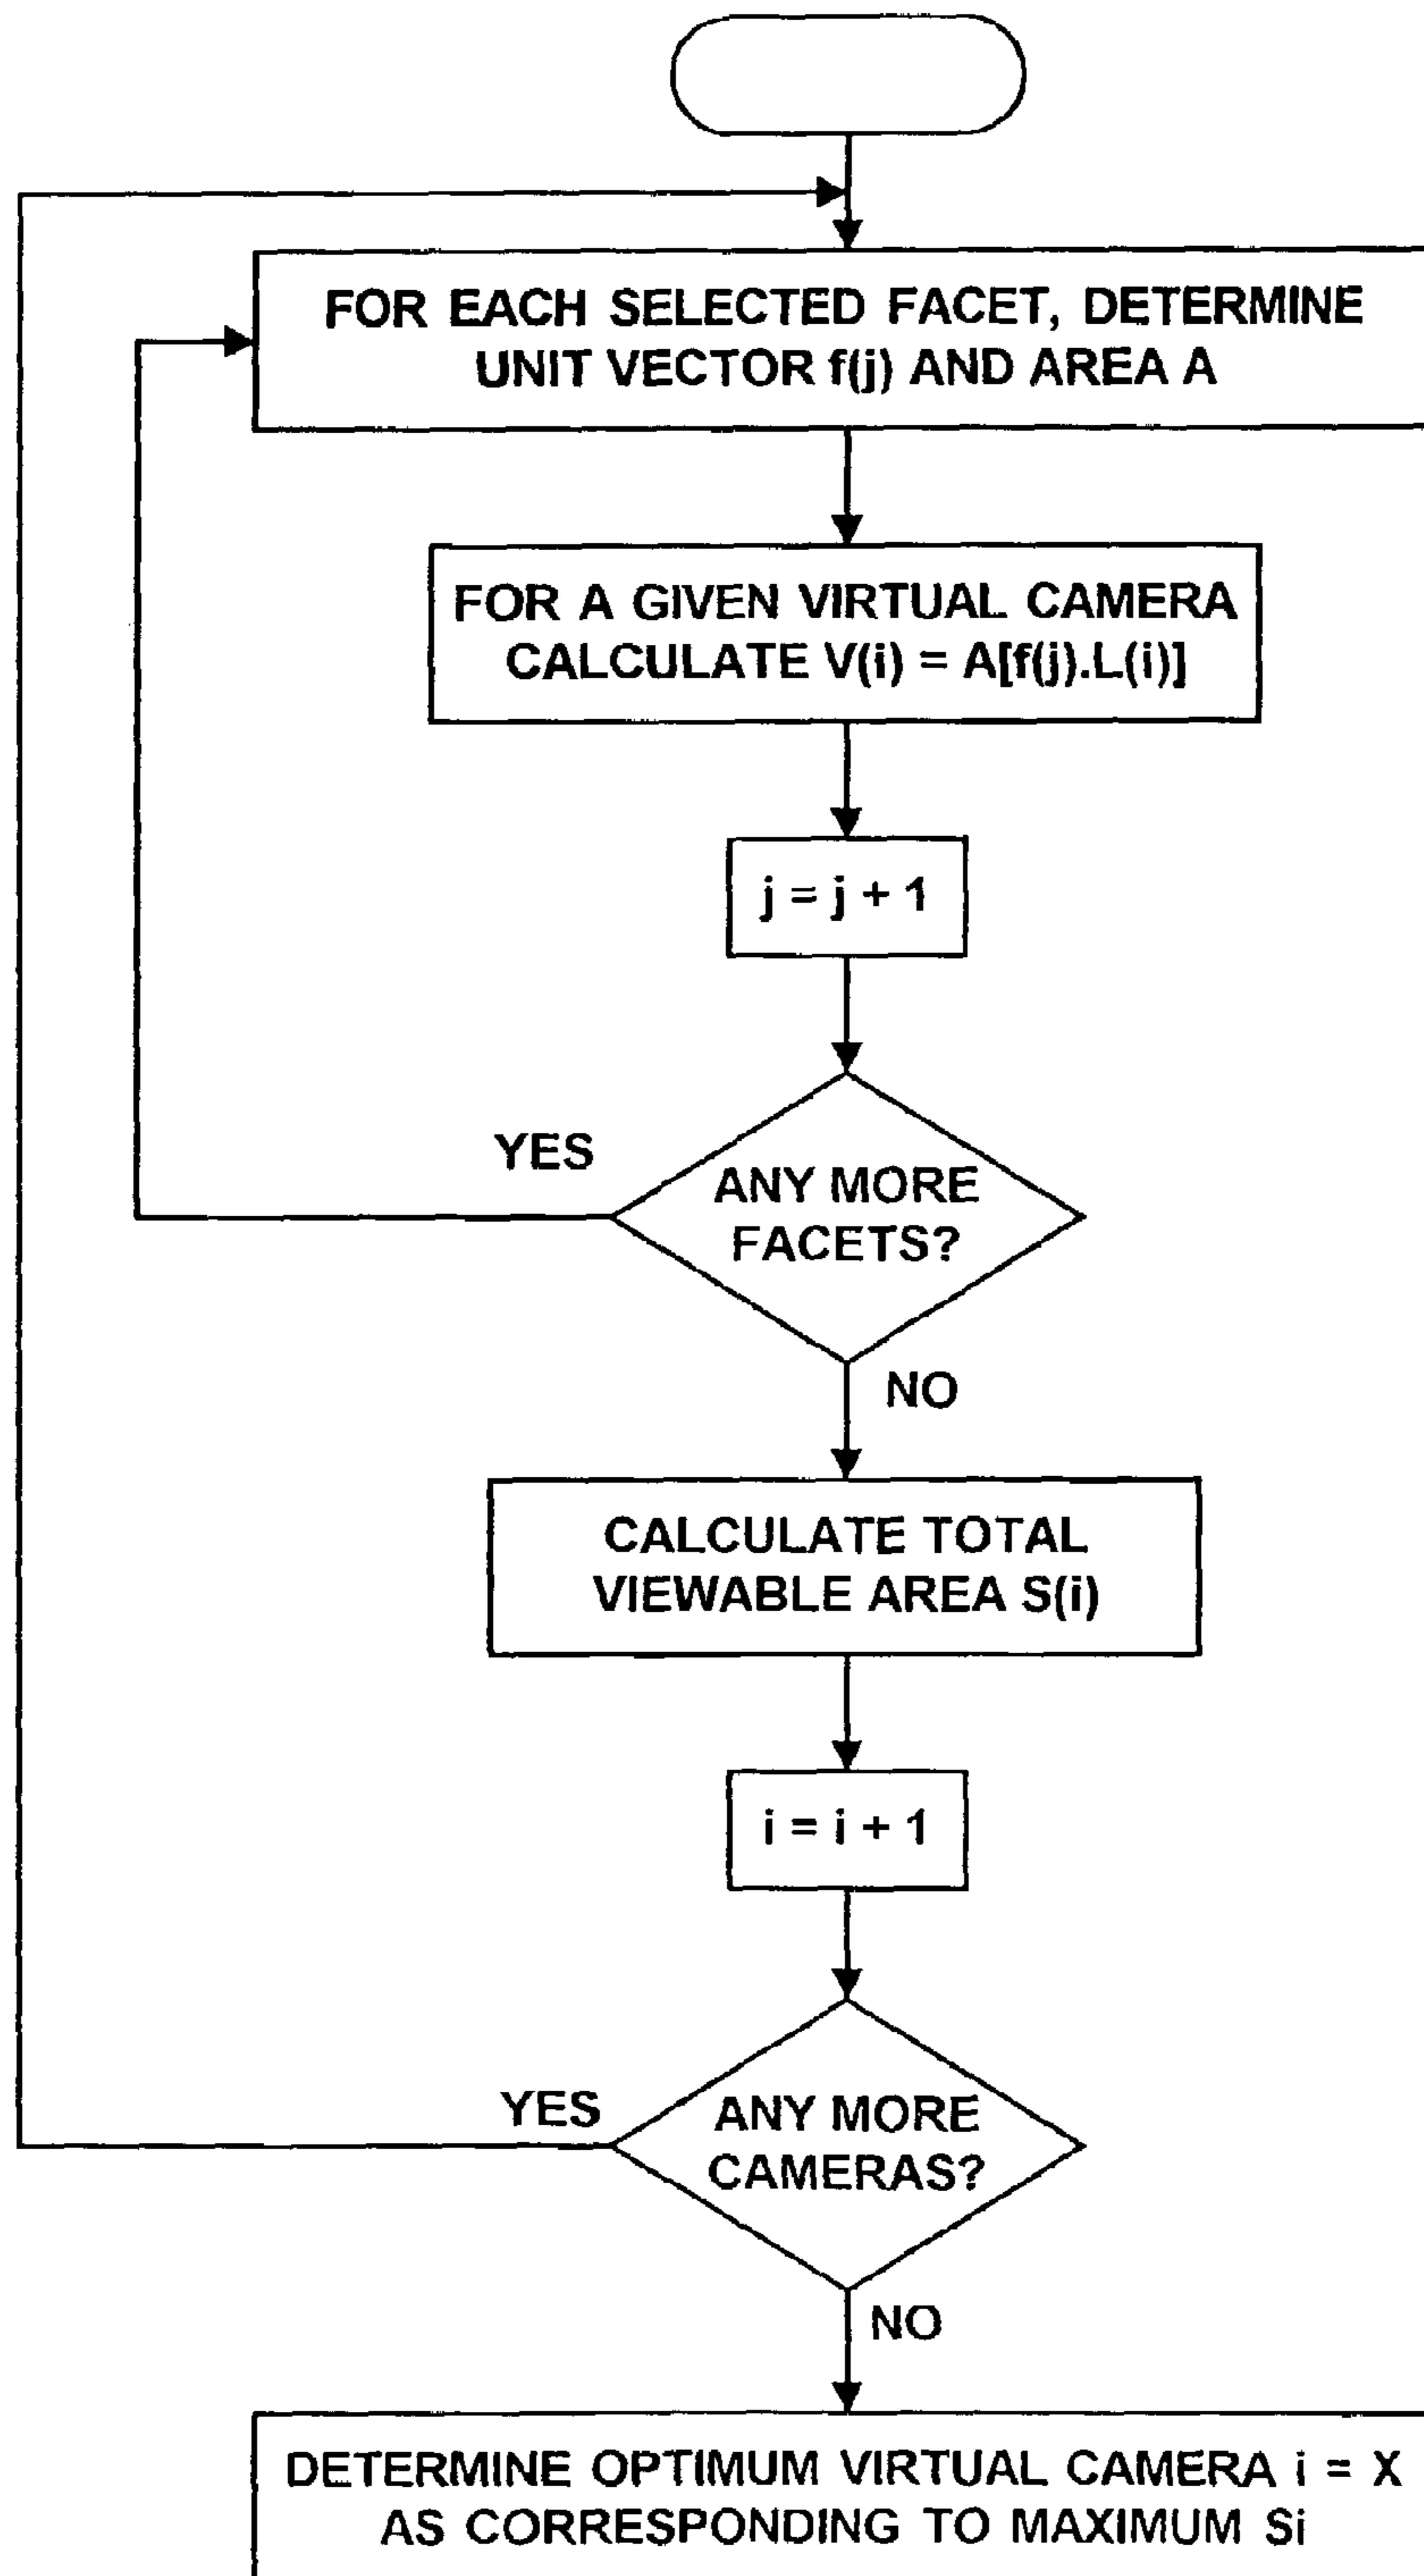 FOR EACH SELECTED FACET, DETERMINE
UNIT VECTOR f(j) AND AREA A
FOR A GIVEN VIRTUAL CAMERA
CALCULATE V(i) = A[f(j).L(i)]
j = j + 1
YES
ANY MORE
FACETS?
NO
CALCULATE TOTAL
VIEWABLE AREA S(i)
i = i + 1
YES
ANY MORE
CAMERAS?
NO
DETERMINE OPTIMUM VIRTUAL CAMERA i = X
AS CORRESPONDING TO MAXIMUM Si